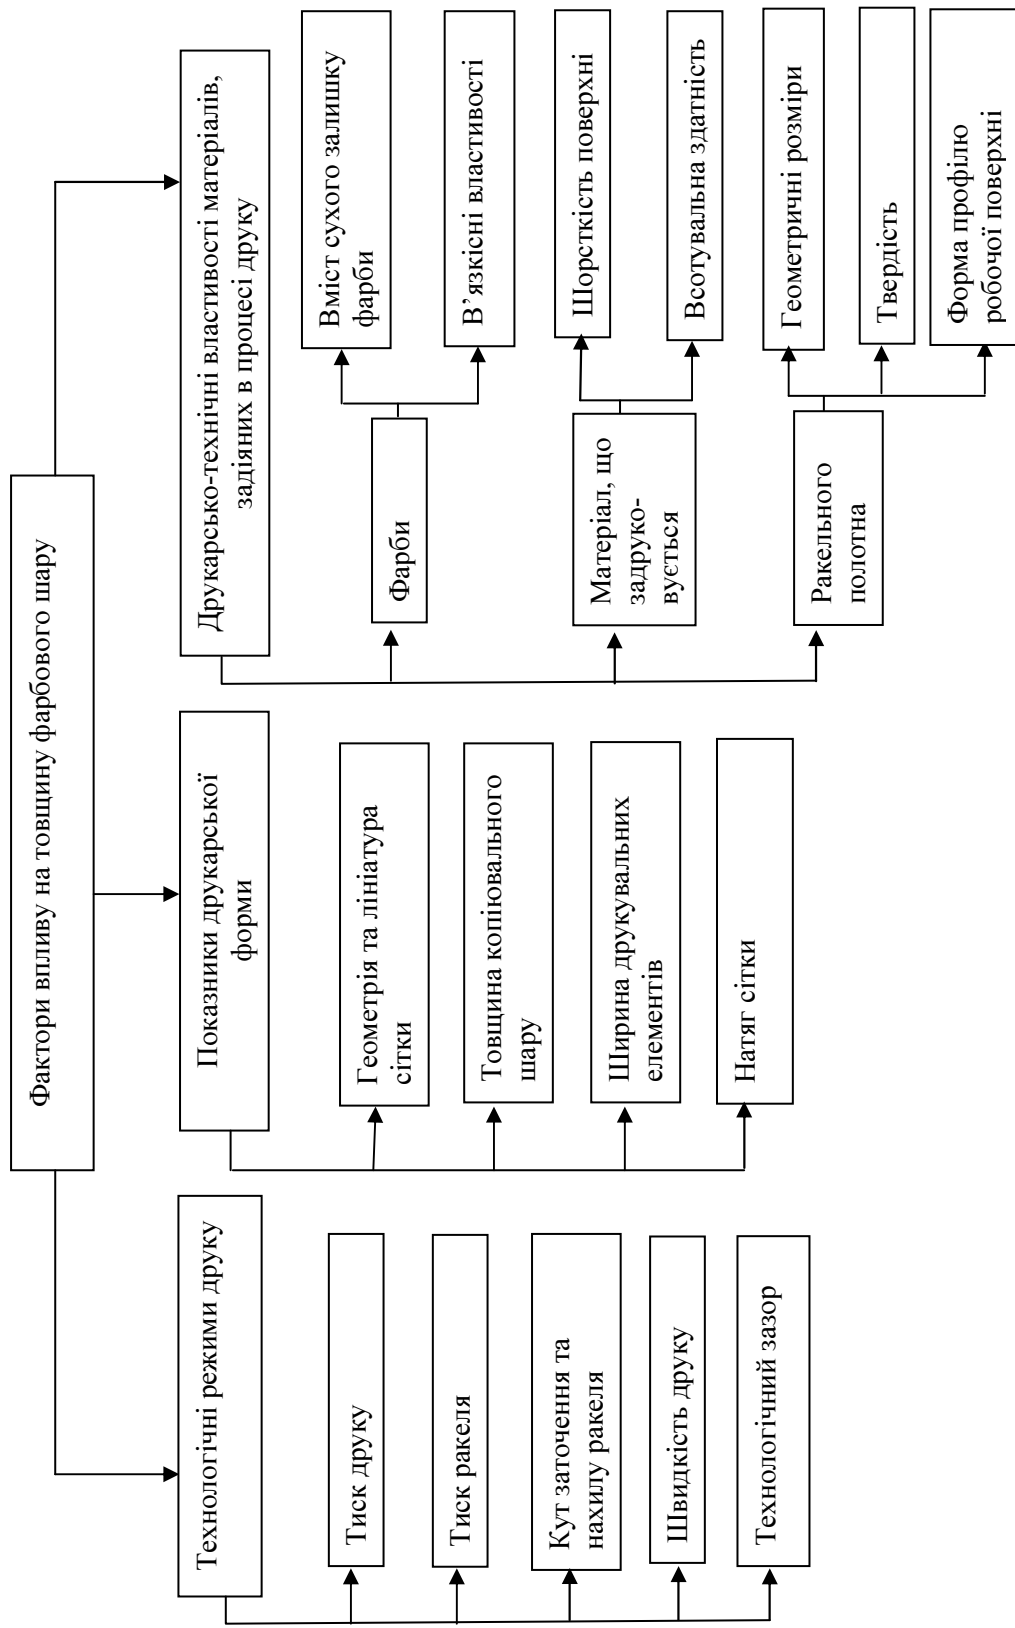 Фактори впливу на товщину фарбового шару
Технологічні режими друку
Тиск друку
Тиск ракеля
Кут заточення та
нахилу ракеля
Швидкість друку
Технологічний зазор
Показники друкарської
форми
Геометрія та лініатура
сітки
Товщина копіювального
шару
Ширина друкувальних
елементів
Натяг сітки
Друкарсько-технічні властивості матеріалів,
задіяних в процесі друку
Фарби
Вміст сухого залишку
фарби
В’язкісні властивості
Матеріал, що
задруко-
вується
Шорсткість поверхні
Всотувальна здатність
Ракельного
полотна
Геометричні розміри
Твердість
Форма профілю
робочої поверхні